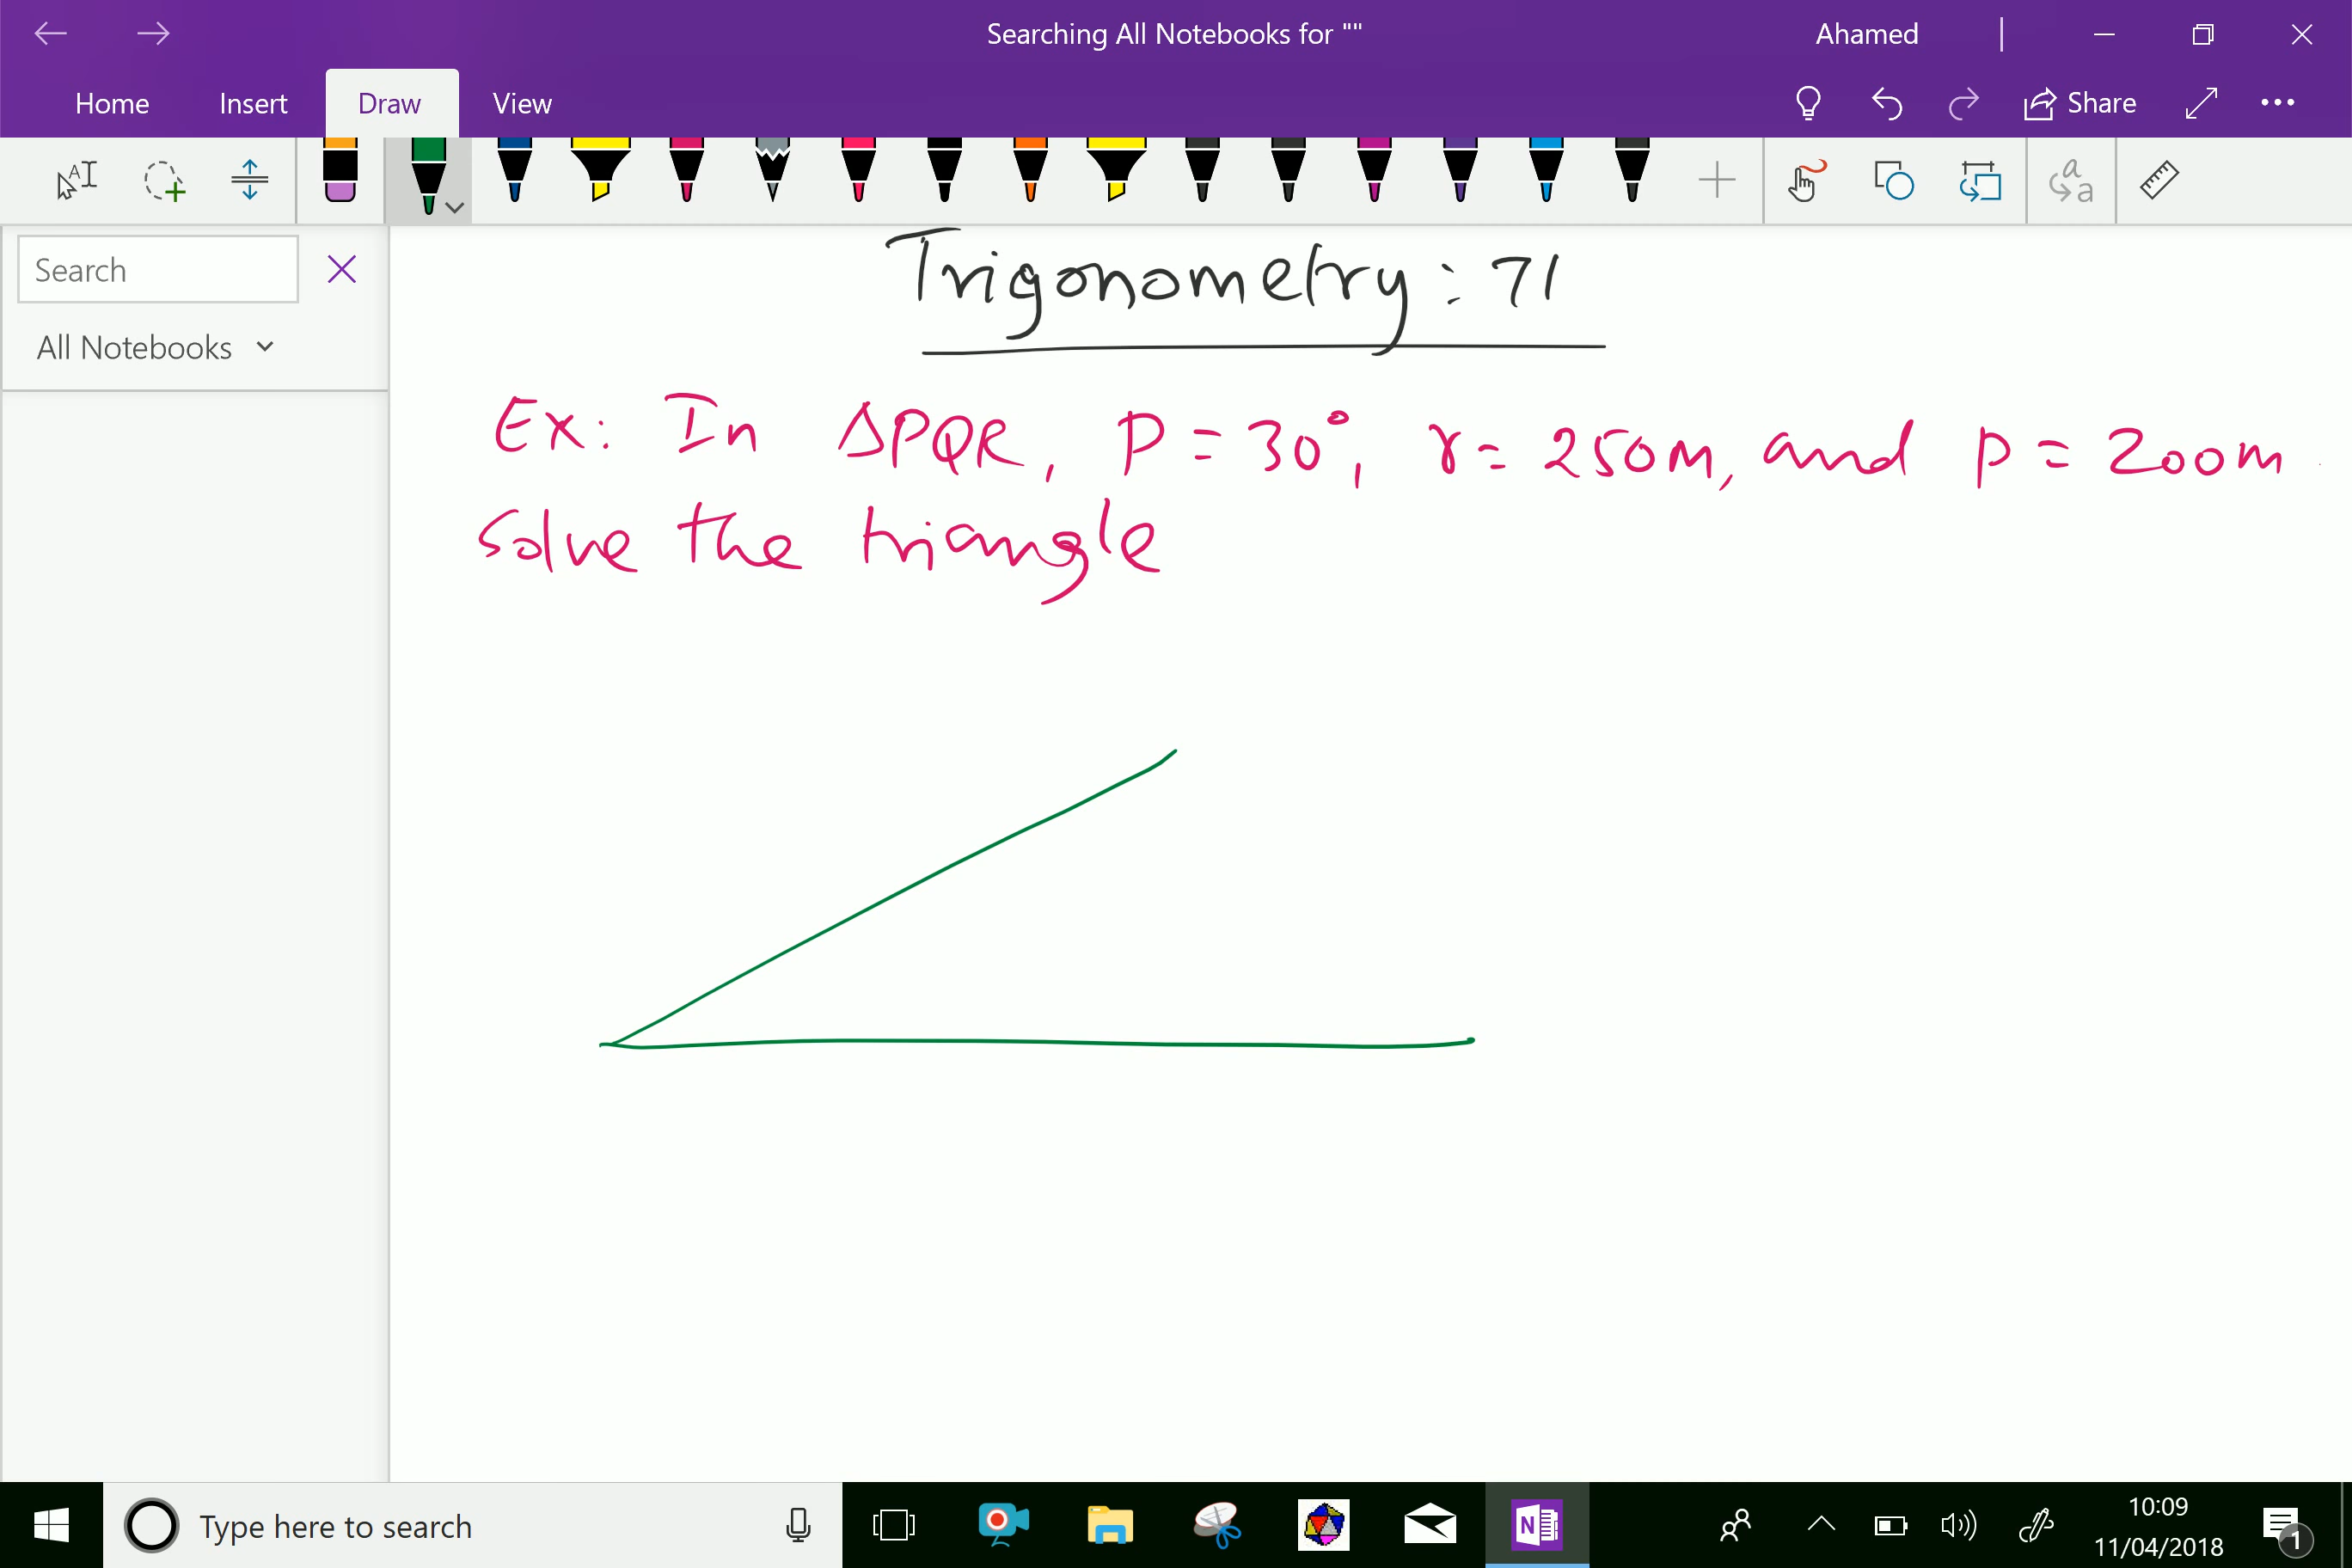 Searching All Notebooks for ""
Ahamed
Home Insert Draw View
Share
Search
All Notebooks
Trigonometry: 71
Ex: In ΔPQR, P = 30°, r = 250m, and p = 200m
Solve the triangle
Type here to search
10:09
11/04/2018
1